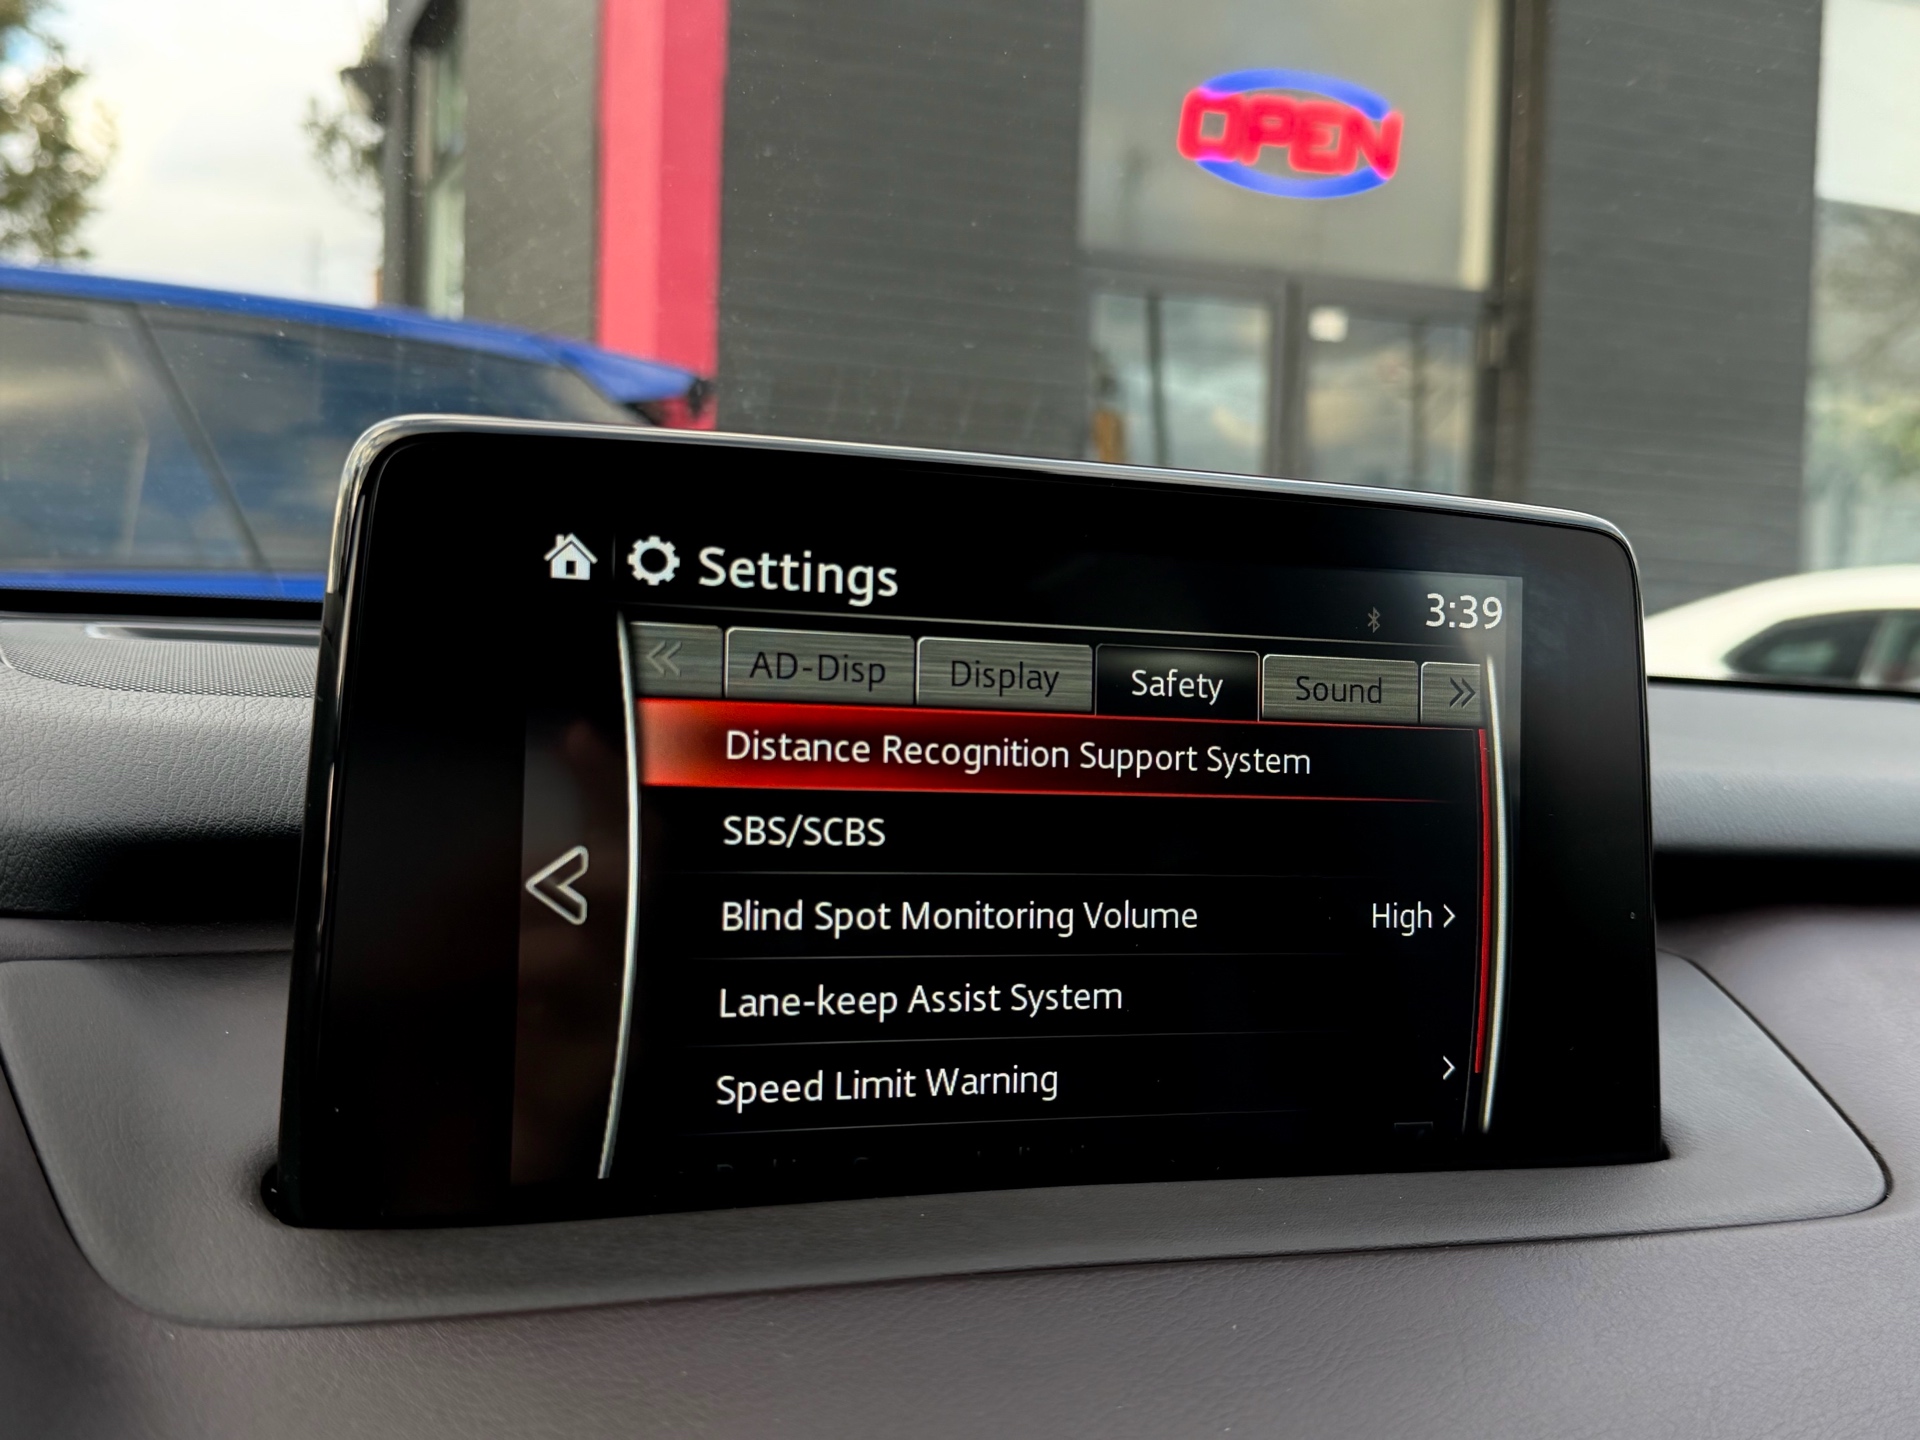 OPEN
Settings
3:39
AD-Disp
Display
Safety
Sound
Distance Recognition Support System
SBS/SCBS
Blind Spot Monitoring Volume High
Lane-keep Assist System
Speed Limit Warning